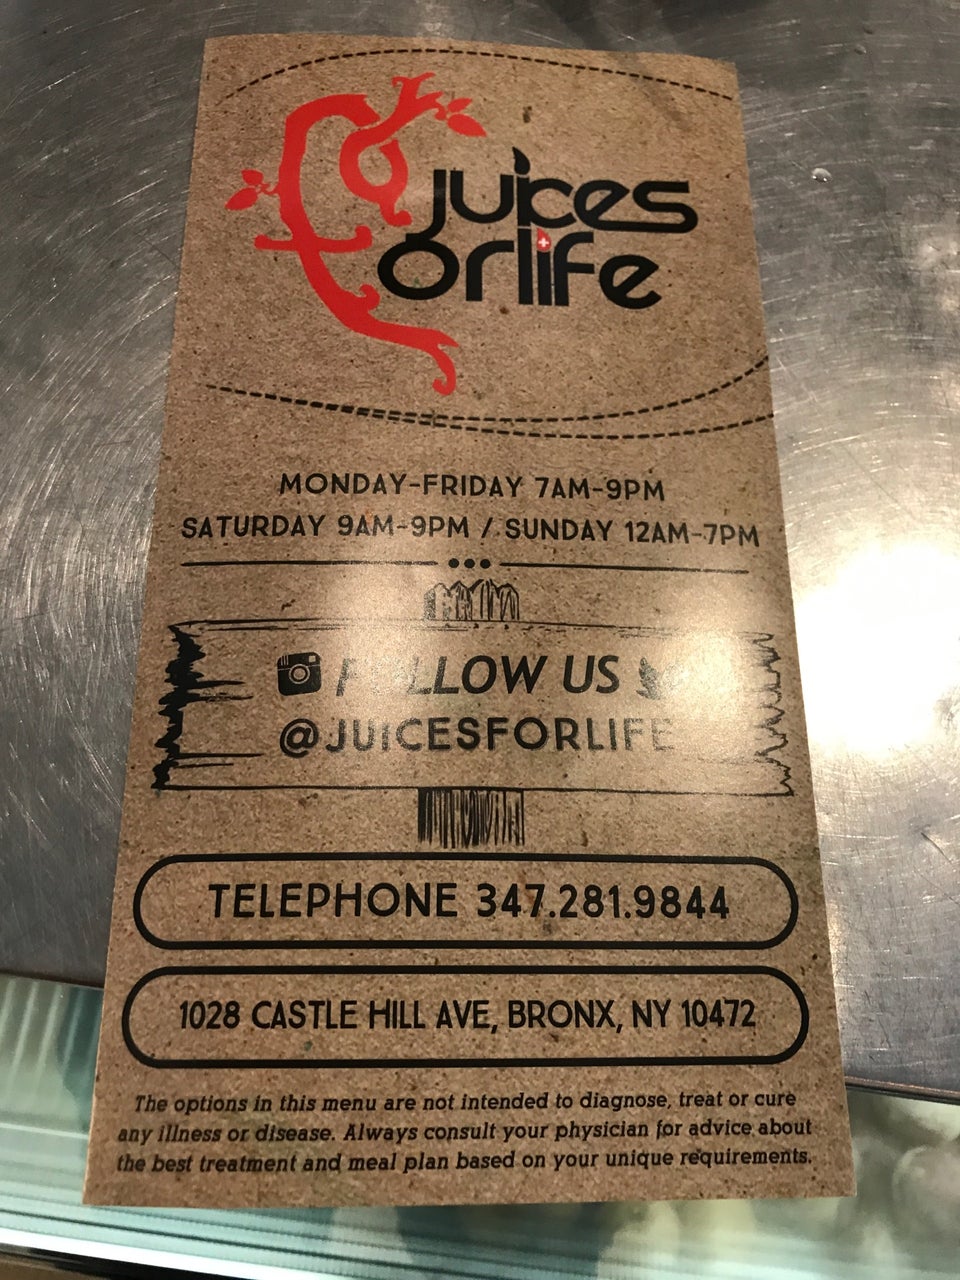 juices
forlife
MONDAY-FRIDAY 7AM-9PM
SATURDAY 9AM-9PM / SUNDAY 12AM-7PM
FOLLOW US
@JUICESFORLIFE
TELEPHONE 347.281.9844
1028 CASTLE HILL AVE, BRONX, NY 10472
The options in this menu are not intended to diagnose, treat or cure
any illness or disease. Always consult your physician for advice about
the best treatment and meal plan based on your unique requirements.